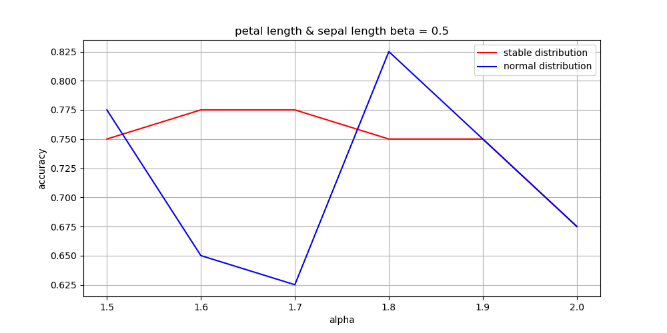 petal length & sepal length beta = 0.5
stable distribution
normal distribution
0.825
0.800
0.775
0.750
0.725
0.700
0.675
0.650
0.625
accuracy
1.5 1.6 1.7 1.8 1.9 2.0
alpha